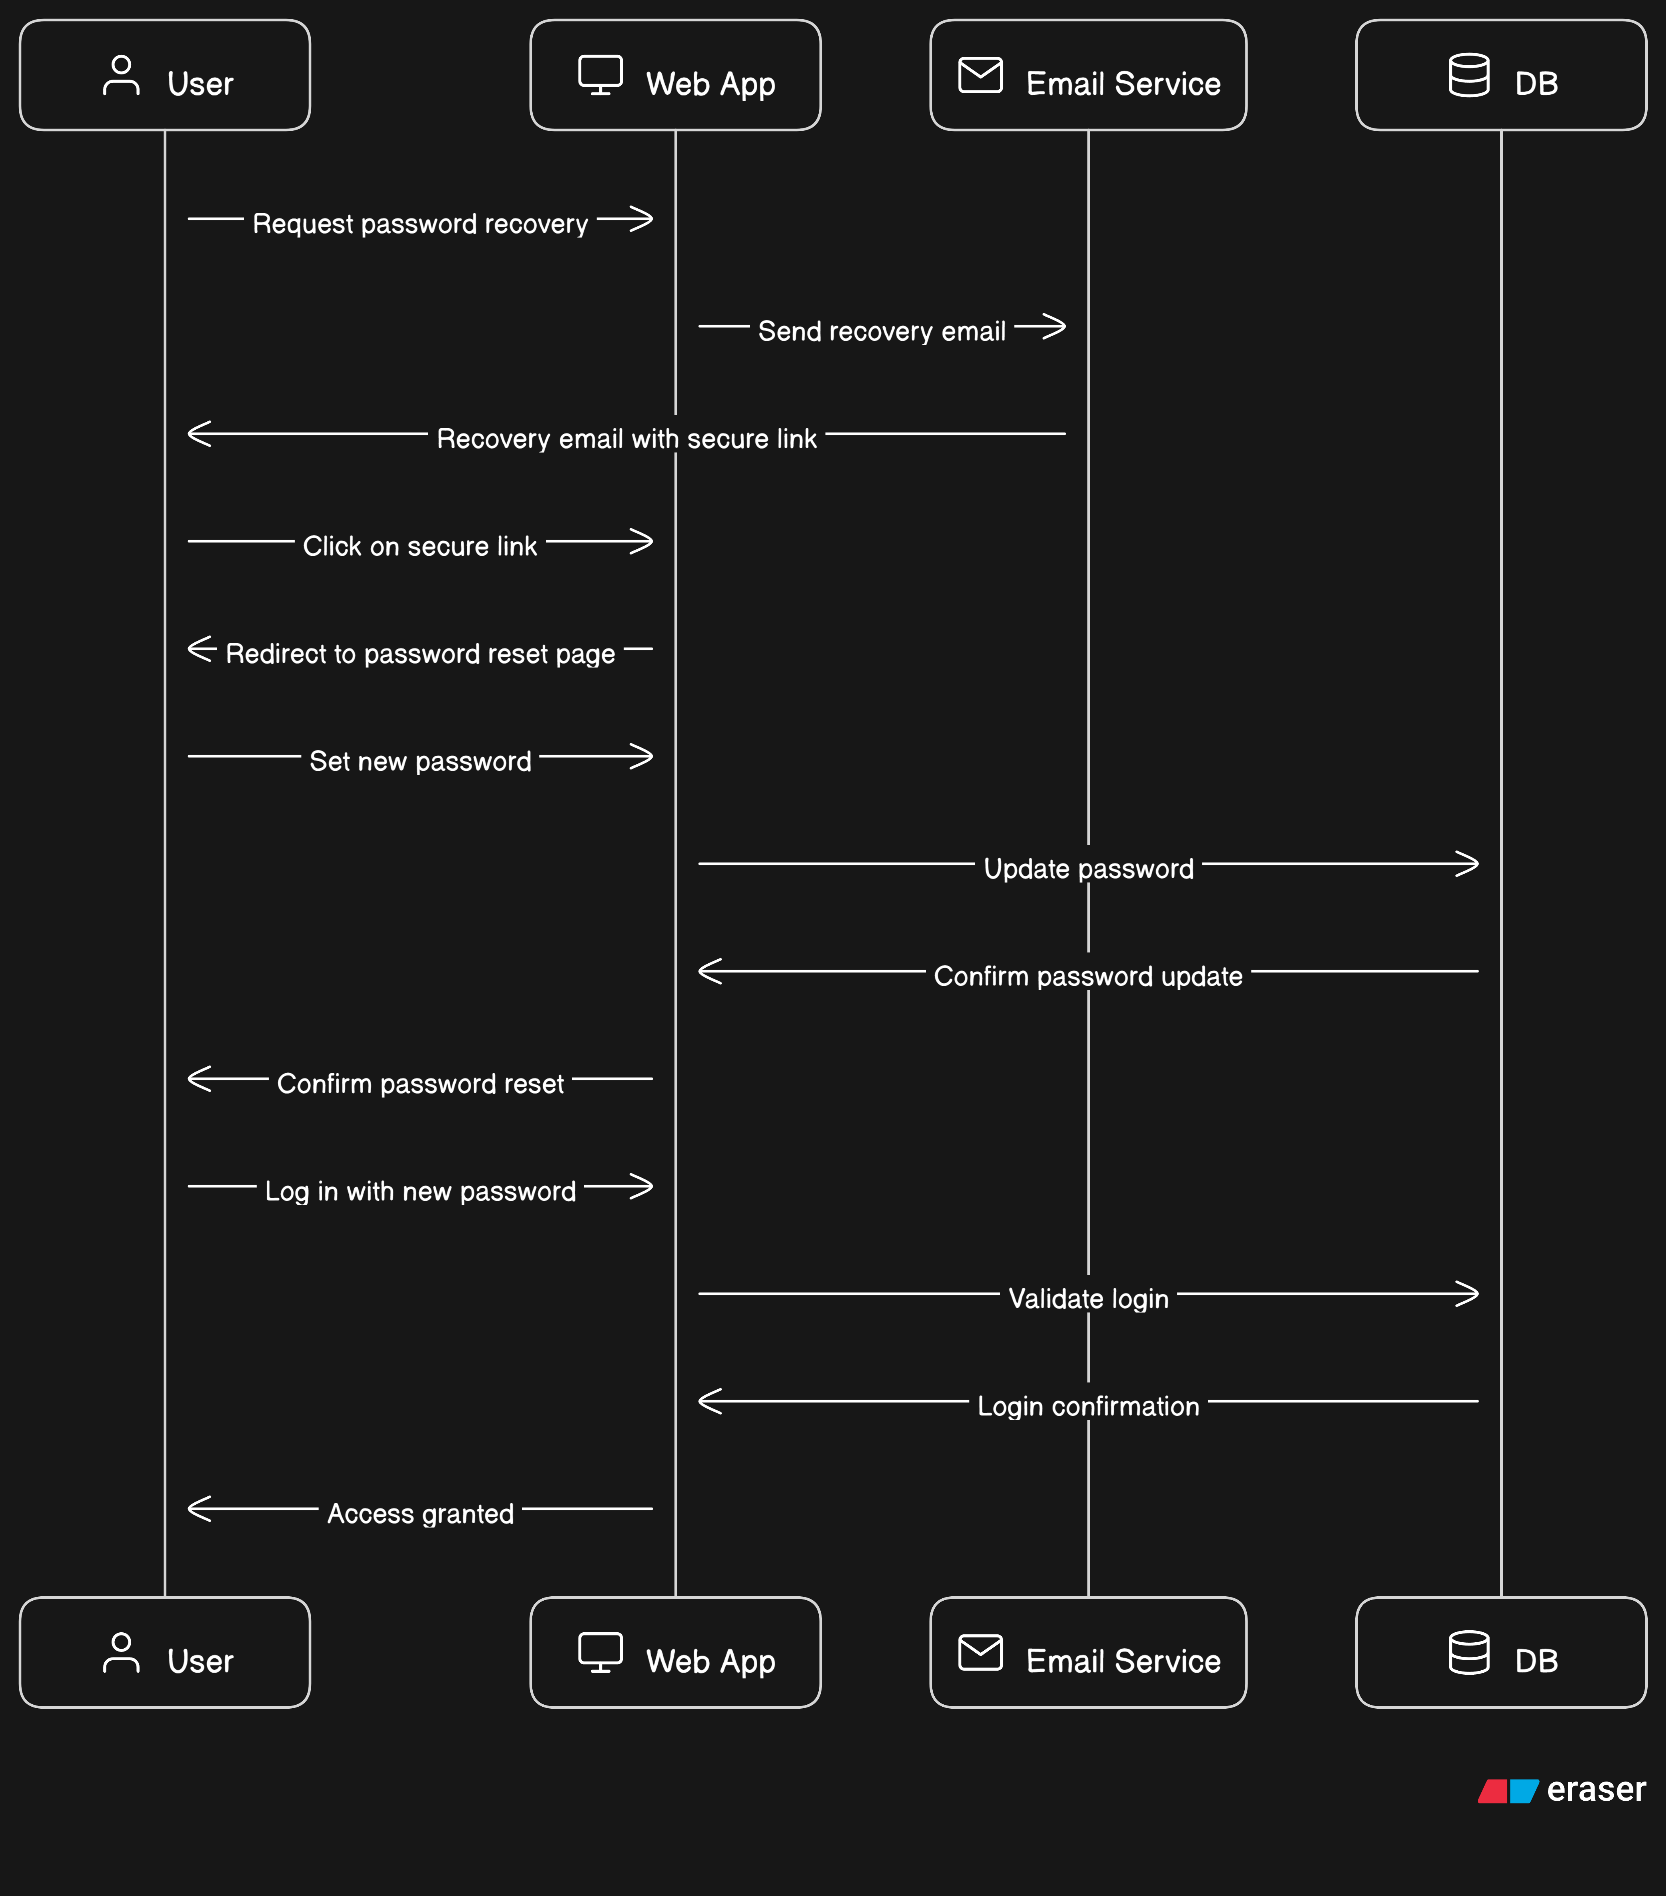 User
Web App
Email Service
DB
Request password recovery
Send recovery email
Recovery email with secure link
Click on secure link
Redirect to password reset page
Set new password
Update password
Confirm password update
Confirm password reset
Log in with new password
Validate login
Login confirmation
Access granted
User
Web App
Email Service
DB
eraser